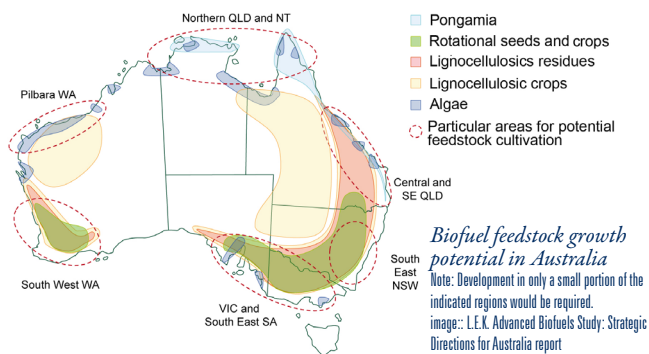 Northern QLD and NT
Pilbara WA
South West WA
VIC and
South East SA
South
East
NSW
Central and
SE QLD
Pongamia
Rotational seeds and crops
Lignocellulosics residues
Lignocellulosic crops
Algae
Particular areas for potential
feedstock cultivation
Biofuel feedstock growth
potential in Australia
Note: Development in only a small portion of the
indicated regions would be required.
image:: L.E.K. Advanced Biofuels Study: Strategic
Directions for Australia report